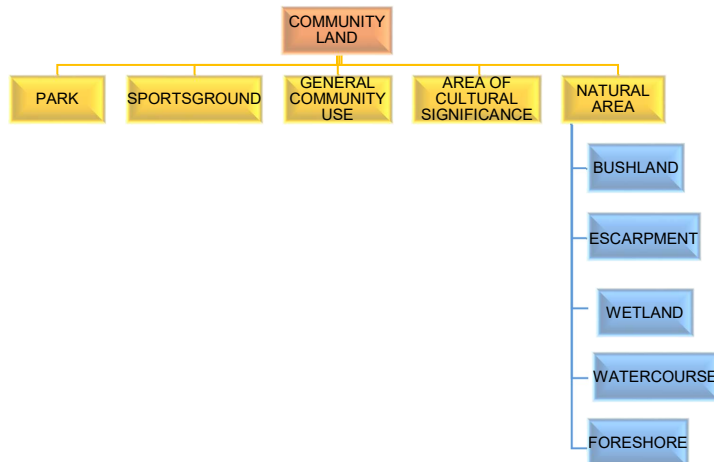 COMMUNITY
LAND
PARK
SPORTSGROUND
GENERAL
COMMUNITY
USE
AREA OF
CULTURAL
SIGNIFICANCE
NATURAL
AREA
BUSHLAND
ESCARPMENT
WETLAND
WATERCOURSE
FORESHORE